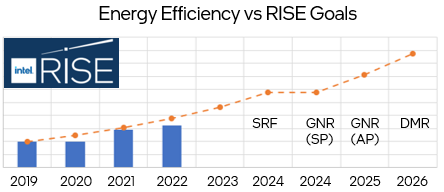 Energy Efficiency vs RISE Goals
intel
RISE
SRF
GNR
(SP)
GNR
(AP)
DMR
2019 2020 2021 2022 2023 2024 2024 2025 2026